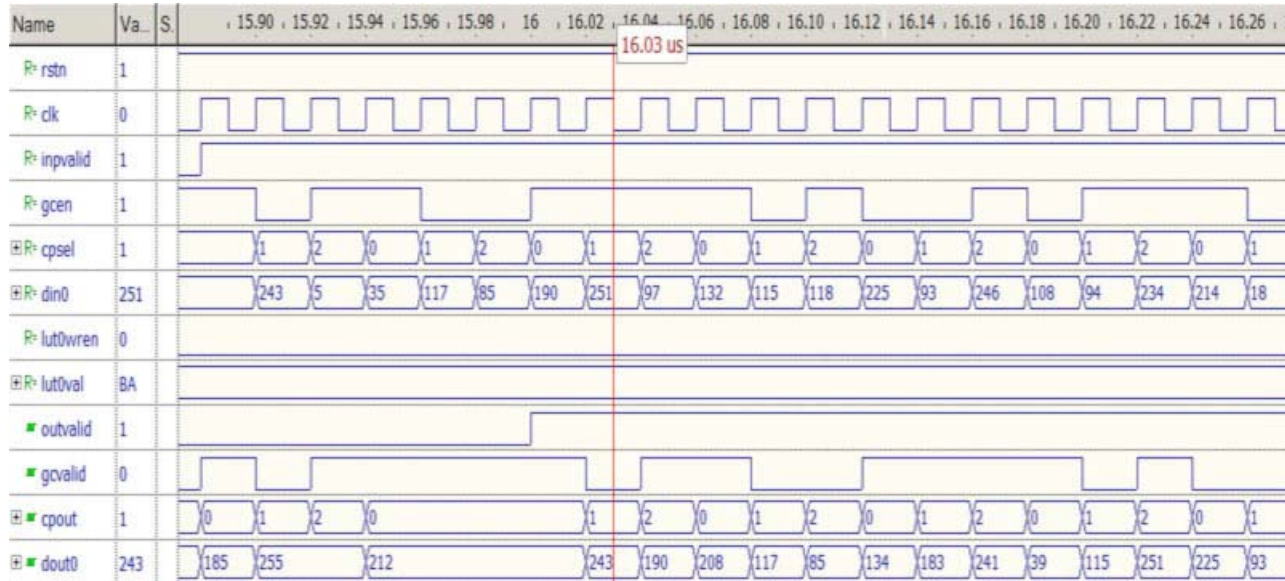 Name Va... S. 15.90 15.92 15.94 15.96 15.98 16 16.02 16.04 16.06 16.08 16.10 16.12 16.14 16.16 16.18 16.20 16.22 16.24 16.26
16.03 us
R= rstn 1
R= clk 0
R= inpvalid 1
R= gcen 1
R= cpsel 1 1 2 0 1 2 0 1 2 0 1 2 0 1 2 0 1 2 0 1
R= din0 251 243 5 35 117 85 190 251 97 132 115 118 225 93 246 108 94 234 214 18
R= lut0wren 0
R= lut0val BA
outvalid 1
gcvalid 0
cpout 1 0 1 2 0 1 2 0 1 2 0 1 2 0 1 2 0 1
dout0 243 185 255 212 243 190 208 117 85 134 183 241 39 115 251 225 93